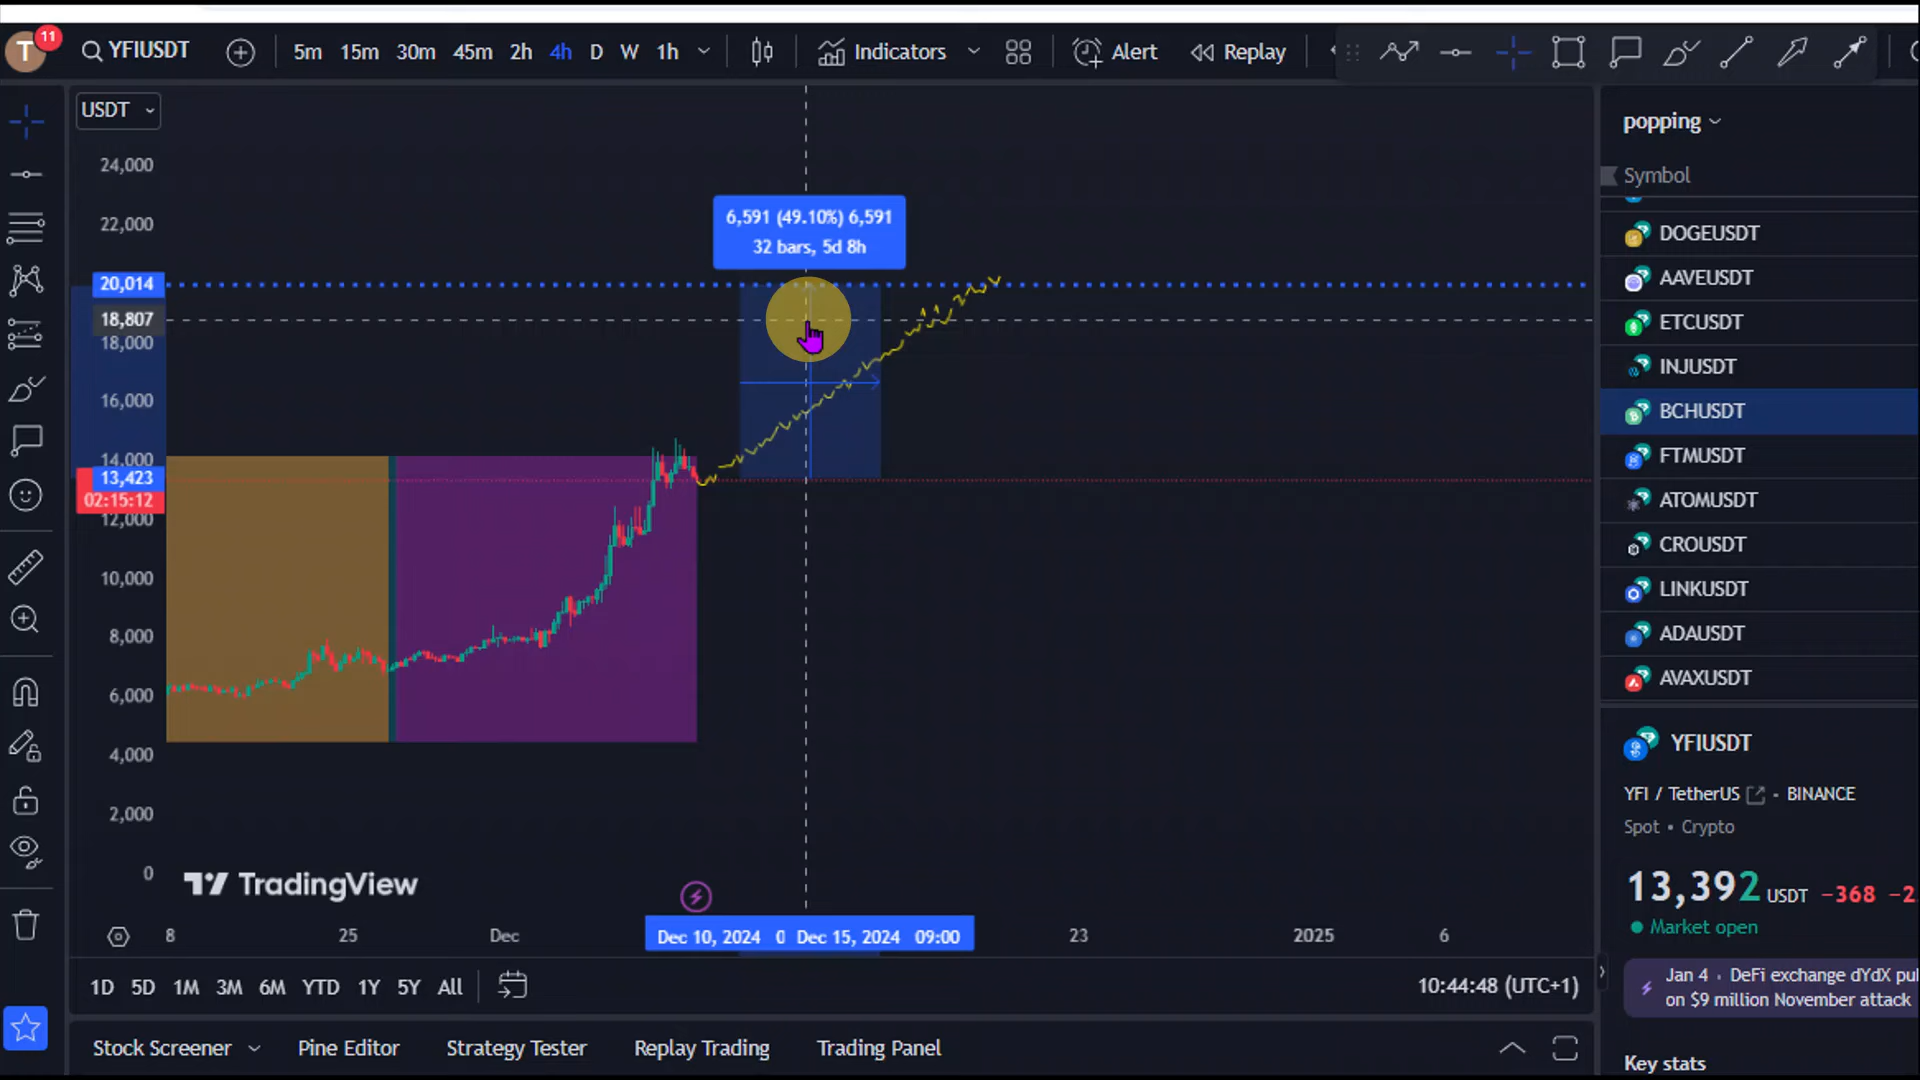 T 11 YFIUSDT 5m 15m 30m 45m 2h 4h D W 1h Indicators Alert Replay
USDT
24,000
22,000
20,014
18,807
18,000
16,000
14,000
13,423
02:15:12
12,000
10,000
8,000
6,000
4,000
2,000
0
6,591 (49.10%) 6,591
32 bars, 5d 8h
TradingView
8 25 Dec Dec 10, 2024 0 Dec 15, 2024 09:00 23 2025 6
1D 5D 1M 3M 6M YTD 1Y 5Y All
10:44:48 (UTC+1)
Stock Screener Pine Editor Strategy Tester Replay Trading Trading Panel
popping
Symbol
DOGEUSDT
AAVEUSDT
ETCUSDT
INJUSDT
BCHUSDT
FTMUSDT
ATOMUSDT
CROUSDT
LINKUSDT
ADAUSDT
AVAXUSDT
YFIUSDT
YFI / TetherUS • BINANCE
Spot • Crypto
13,392 USDT −368 −2
Market open
Jan 4 · DeFi exchange dYdX pu
on $9 million November attack
Key stats